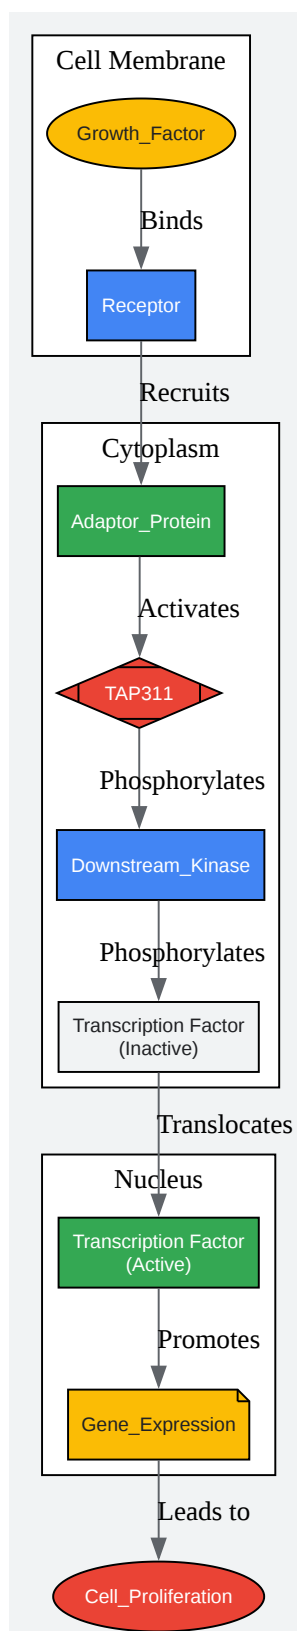 Cell Membrane
Growth_Factor
Binds
Receptor
Recruits
Cytoplasm
Adaptor_Protein
Activates
TAP311
Phosphorylates
Downstream_Kinase
Phosphorylates
Transcription Factor
(Inactive)
Translocates
Nucleus
Transcription Factor
(Active)
Promotes
Gene_Expression
Leads to
Cell_Proliferation